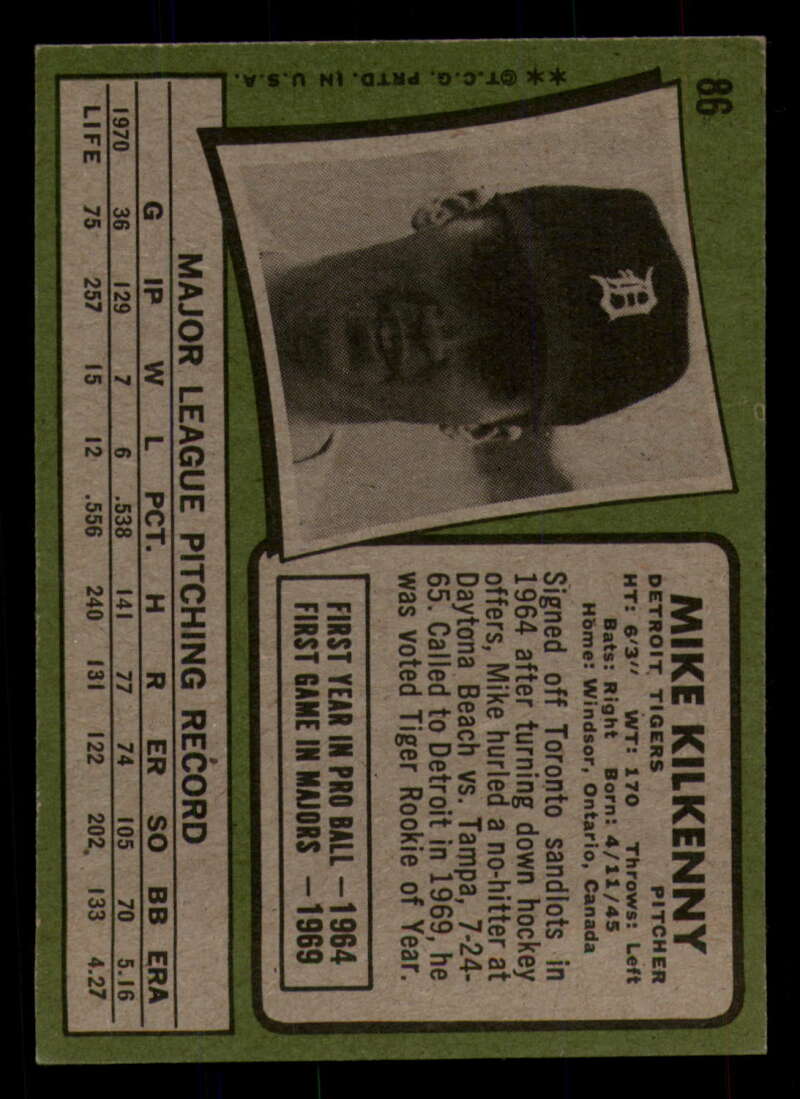 86
MIKE KILKENNY
DETROIT TIGERS PITCHER
HT: 6'3" WT: 170 Throws: Left
Bats: Right Born: 4/11/45
Home: Windsor, Ontario, Canada
Signed off Toronto sandlots in
1964 after turning down hockey
offers, Mike hurled a no-hitter at
Daytona Beach vs. Tampa, 7-24-
65. Called to Detroit in 1969, he
was voted Tiger Rookie of Year.
FIRST YEAR IN PRO BALL — 1964
FIRST GAME IN MAJORS — 1969
D
MAJOR LEAGUE PITCHING RECORD
G IP W L PCT. H R ER SO BB ERA
1970 36 129 7 6 .538 141 77 74 105 70 5.16
LIFE 75 257 15 12 .556 240 131 122 202 133 4.27
**©T.C.G. PRTD. IN U.S.A.